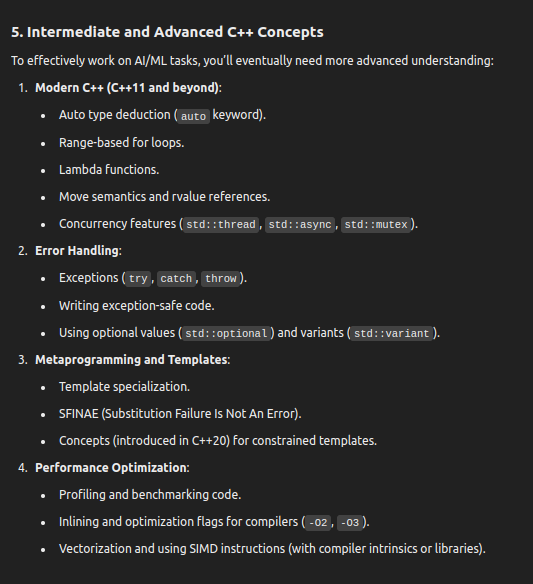 5. Intermediate and Advanced C++ Concepts
To effectively work on AI/ML tasks, you'll eventually need more advanced understanding:
1. Modern C++ (C++11 and beyond):
• Auto type deduction (auto keyword).
• Range-based for loops.
• Lambda functions.
• Move semantics and rvalue references.
• Concurrency features (std::thread, std::async, std::mutex).
2. Error Handling:
• Exceptions (try, catch, throw).
• Writing exception-safe code.
• Using optional values (std::optional) and variants (std::variant).
3. Metaprogramming and Templates:
• Template specialization.
• SFINAE (Substitution Failure Is Not An Error).
• Concepts (introduced in C++20) for constrained templates.
4. Performance Optimization:
• Profiling and benchmarking code.
• Inlining and optimization flags for compilers (-O2, -O3).
• Vectorization and using SIMD instructions (with compiler intrinsics or libraries).